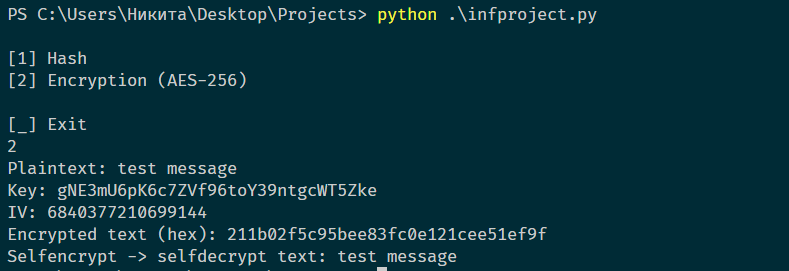 PS C:\Users\Никита\Desktop\Projects> python .\infproject.py
[1] Hash
[2] Encryption (AES-256)
[_] Exit
2
Plaintext: test message
Key: gNE3mU6pK6c7ZVf96toY39ntgcWT5Zke
IV: 6840377210699144
Encrypted text (hex): 211b02f5c95bee83fc0e121cee51ef9f
Selfencrypt -> selfdecrypt text: test message